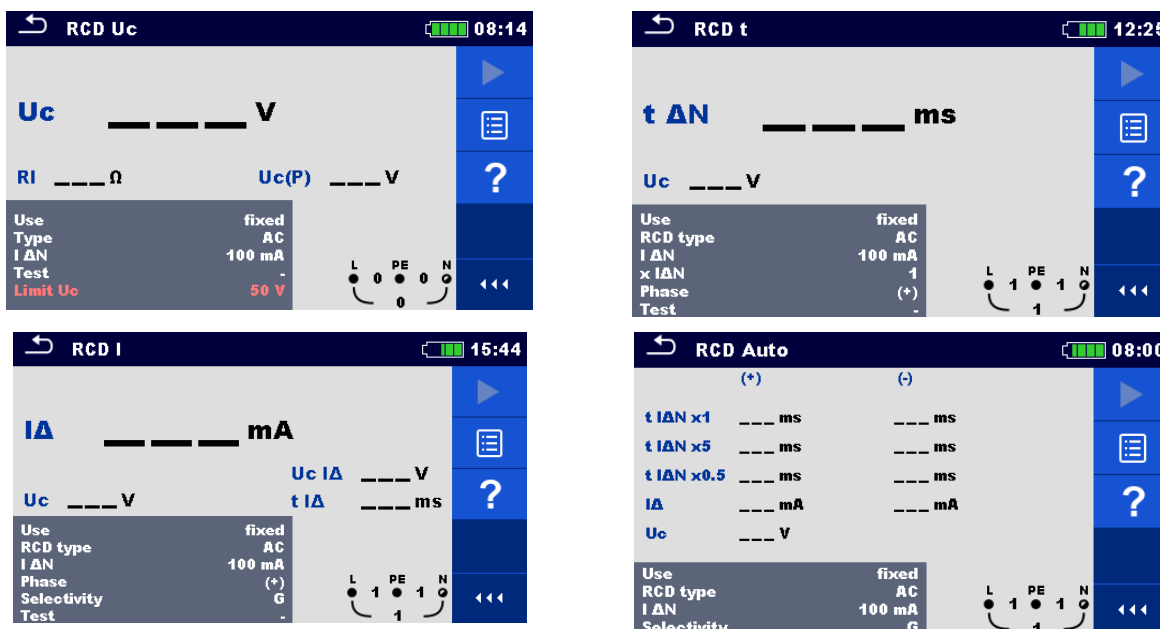 RCD Uc 08:14
Uc _ _ _ V
RI _ _ _ Ω Uc(P) _ _ _ V
?
Use fixed
Type AC
I ΔN 100 mA
Test -
Limit Uc 50 V
L PE N
0 0
0
RCD t 12:25
t ΔN _ _ _ ms
Uc _ _ _ V
?
Use fixed
RCD type AC
I ΔN 100 mA
x IΔN 1
Phase (+)
Test -
L PE N
1 1
1
RCD I 15:44
IΔ _ _ _ mA
Uc IΔ _ _ _ V
Uc _ _ _ V t IΔ _ _ _ ms
?
Use fixed
RCD type AC
I ΔN 100 mA
Phase (+)
Selectivity G
Test -
L PE N
1 1
1
RCD Auto 08:00
(+) (-)
t IΔN x1 _ _ _ ms _ _ _ ms
t IΔN x5 _ _ _ ms _ _ _ ms
t IΔN x0.5 _ _ _ ms _ _ _ ms
IΔ _ _ _ mA _ _ _ mA
Uc _ _ _ V
?
Use fixed
RCD type AC
I ΔN 100 mA
Selectivity G
L PE N
1 1
1